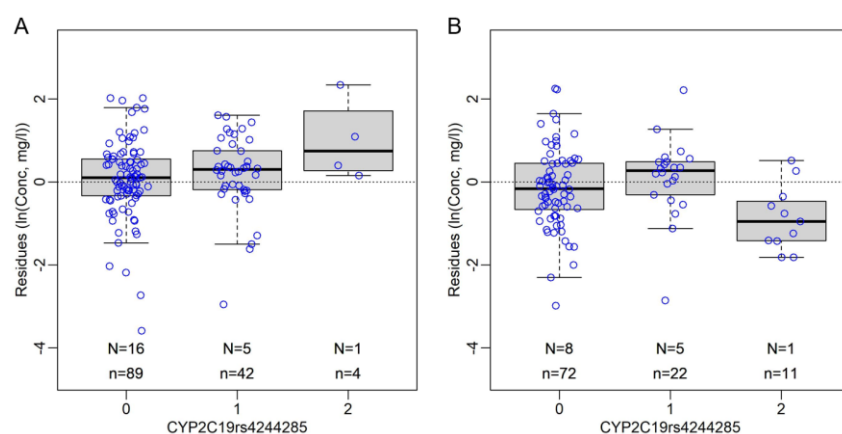 A
Residues (ln(Conc, mg/l))
2
0
-2
-4
N=16 N=5 N=1
n=89 n=42 n=4
0 1 2
CYP2C19rs4244285
B
Residues (ln(Conc, mg/l))
2
0
-2
-4
N=8 N=5 N=1
n=72 n=22 n=11
0 1 2
CYP2C19rs4244285